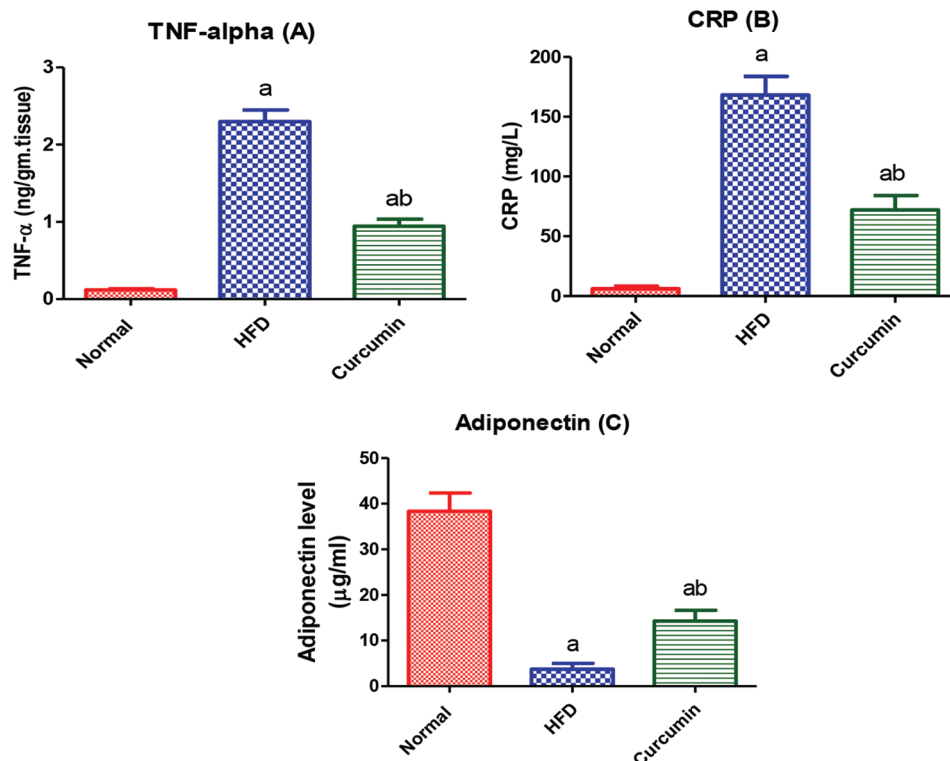 TNF-alpha (A)
TNF-α (ng/gm.tissue)
3
2
1
0
a
ab
Normal
HFD
Curcumin
CRP (B)
CRP (mg/L)
200
150
100
50
0
a
ab
Normal
HFD
Curcumin
Adiponectin (C)
Adiponectin level
(µg/ml)
50
40
30
20
10
0
a
ab
Normal
HFD
Curcumin